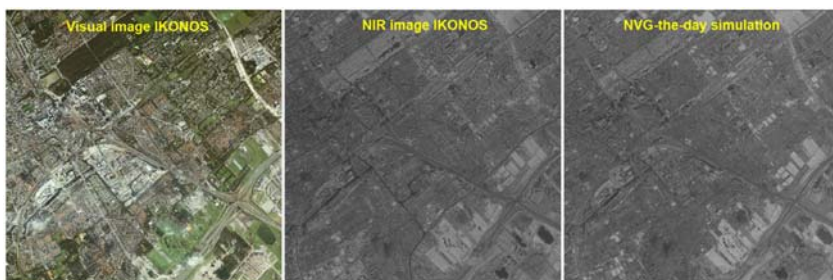 Visual image IKONOS
NIR image IKONOS
NVG-the-day simulation